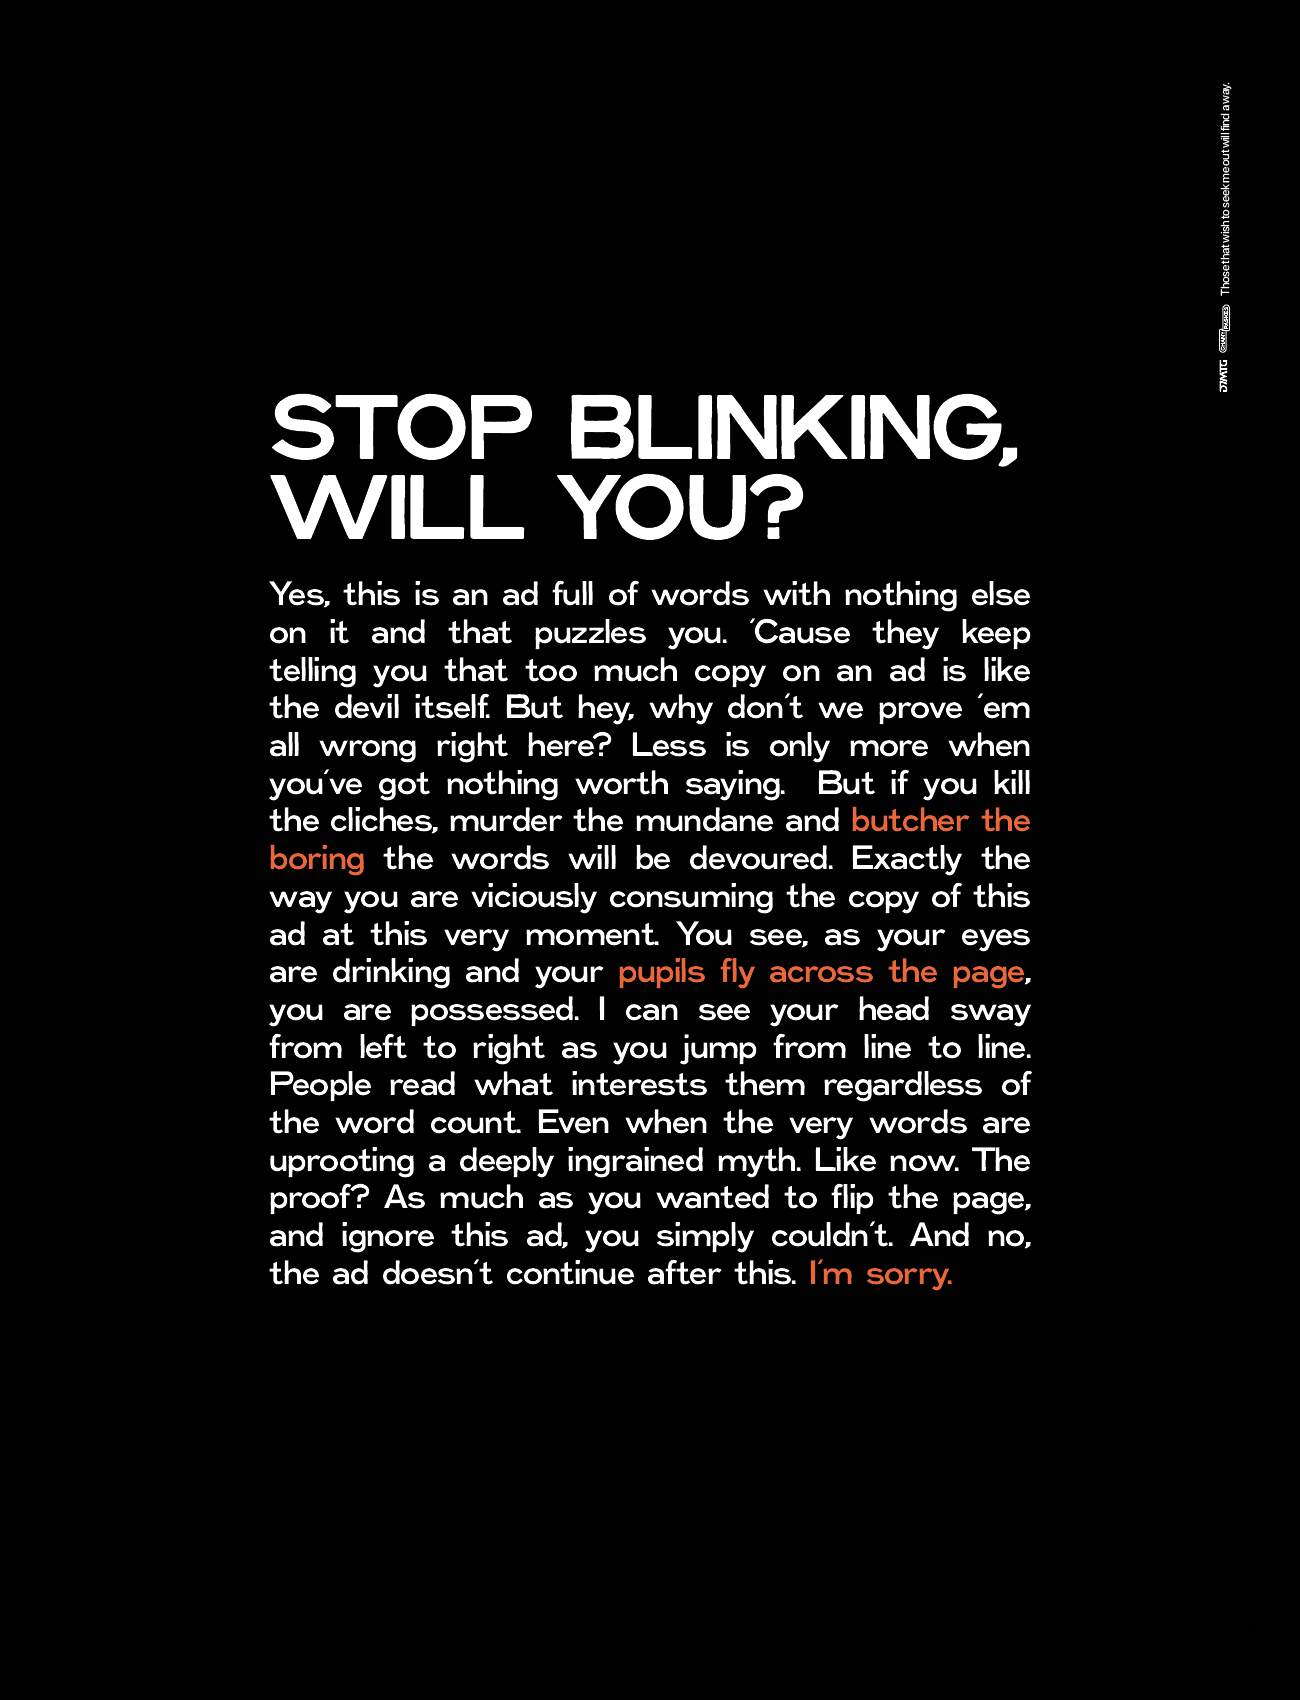 STOP BLINKING,
WILL YOU?
Yes, this is an ad full of words with nothing else
on it and that puzzles you. ´Cause they keep
telling you that too much copy on an ad is like
the devil itself. But hey, why don´t we prove ´em
all wrong right here? Less is only more when
you´ve got nothing worth saying.  But if you kill
the cliches, murder the mundane and butcher the
boring the words will be devoured. Exactly the
way you are viciously consuming the copy of this
ad at this very moment. You see, as your eyes
are drinking and your pupils fly across the page,
you are possessed. I can see your head sway
from left to right as you jump from line to line.
People read what interests them regardless of
the word count. Even when the very words are
uprooting a deeply ingrained myth. Like now. The
proof? As much as you wanted to flip the page,
and ignore this ad, you simply couldn´t. And no,
the ad doesn´t continue after this. I´m sorry.
Those that wish to seek me out will find a way.